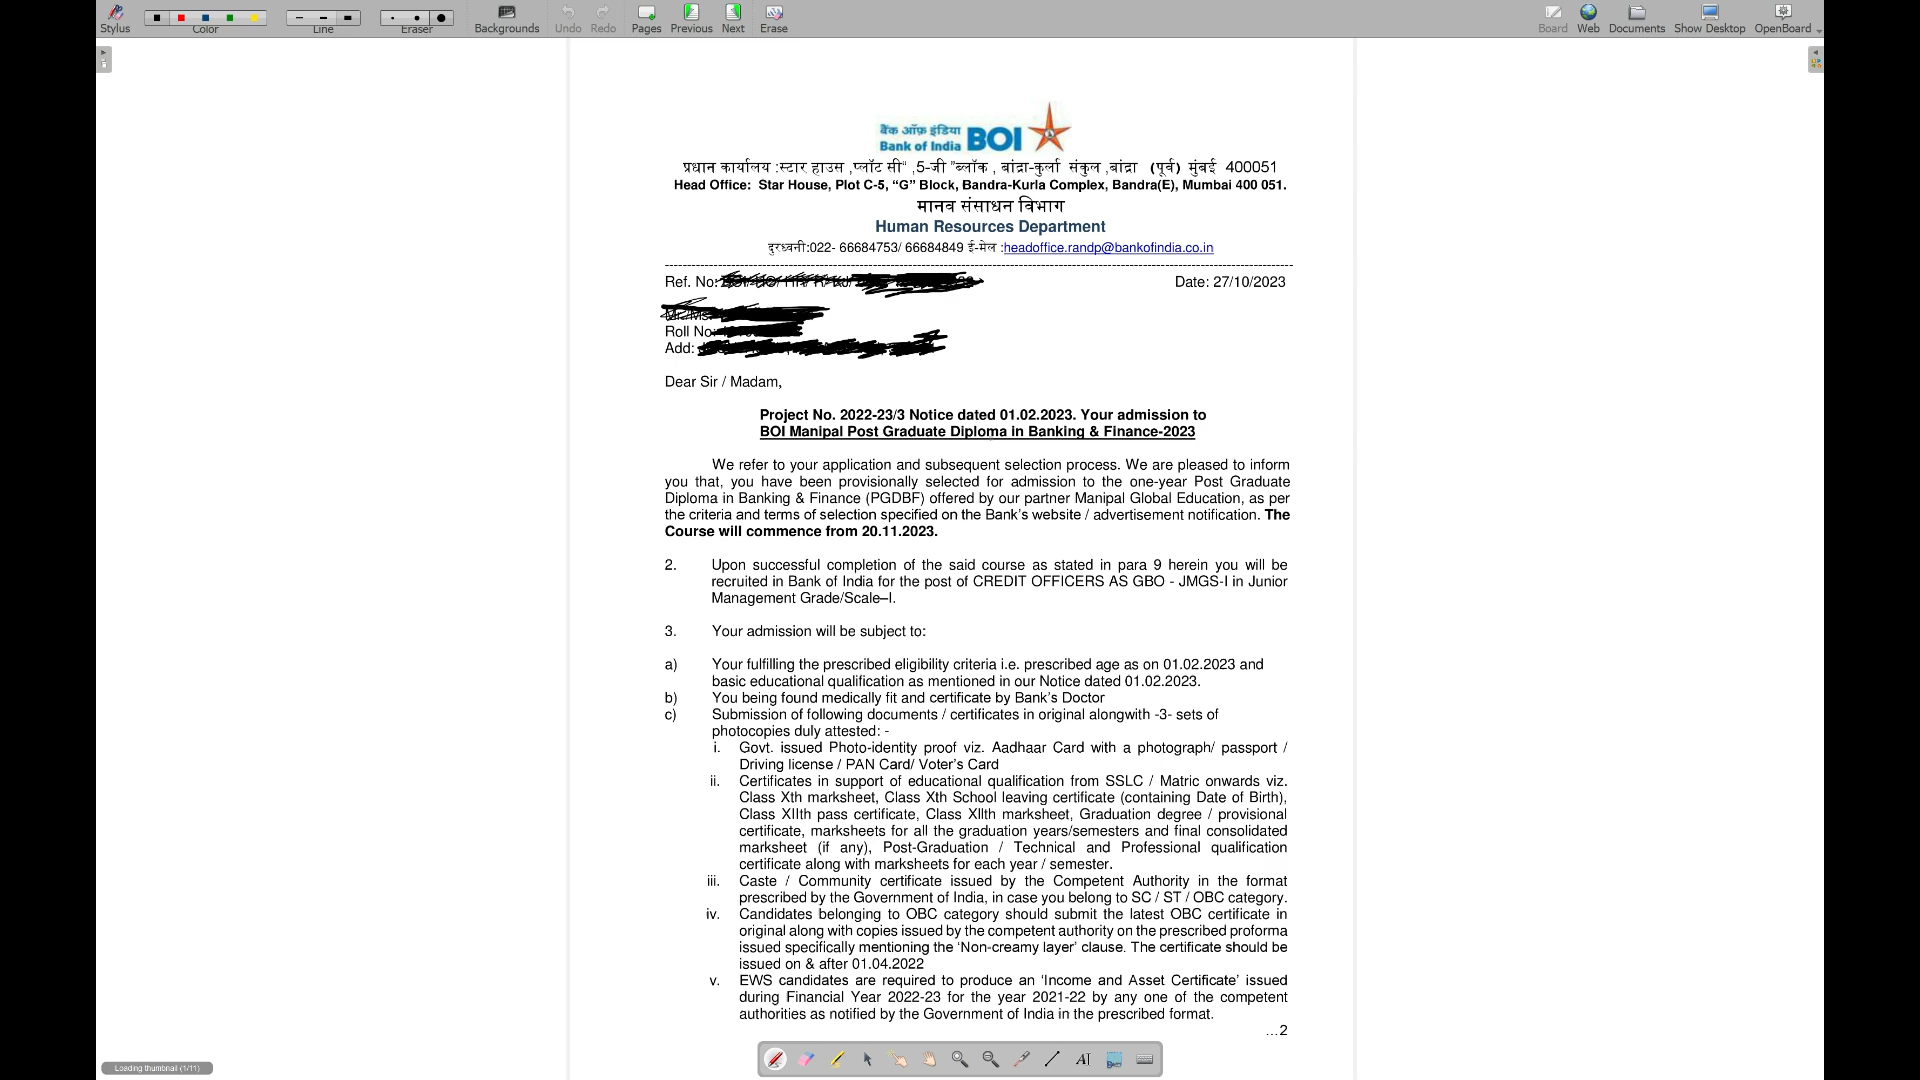 Stylus
Color
Line
Eraser
Backgrounds
Undo
Redo
Pages
Previous
Next
Erase
Board
Web
Documents
Show Desktop
OpenBoard
बैंक ऑफ़ इंडिया
Bank of India BOI
प्रधान कार्यालय :स्टार हाउस ,प्लॉट सी“ ,5-जी ”ब्लॉक , बांद्रा-कुर्ला संकुल ,बांद्रा (पूर्व) मुंबई 400051
Head Office: Star House, Plot C-5, “G” Block, Bandra-Kurla Complex, Bandra(E), Mumbai 400 051.
मानव संसाधन विभाग
Human Resources Department
दुरध्वनी:022- 66684753/ 66684849 ई-मेल :headoffice.randp@bankofindia.co.in
Ref. No: Date: 27/10/2023
Mr./Ms.
Roll No:
Add:
Dear Sir / Madam,
Project No. 2022-23/3 Notice dated 01.02.2023. Your admission to
BOI Manipal Post Graduate Diploma in Banking & Finance-2023
We refer to your application and subsequent selection process. We are pleased to inform
you that, you have been provisionally selected for admission to the one-year Post Graduate
Diploma in Banking & Finance (PGDBF) offered by our partner Manipal Global Education, as per
the criteria and terms of selection specified on the Bank’s website / advertisement notification. The
Course will commence from 20.11.2023.
2. Upon successful completion of the said course as stated in para 9 herein you will be
recruited in Bank of India for the post of CREDIT OFFICERS AS GBO - JMGS-I in Junior
Management Grade/Scale–I.
3. Your admission will be subject to:
a) Your fulfilling the prescribed eligibility criteria i.e. prescribed age as on 01.02.2023 and
basic educational qualification as mentioned in our Notice dated 01.02.2023.
b) You being found medically fit and certificate by Bank’s Doctor
c) Submission of following documents / certificates in original alongwith -3- sets of
photocopies duly attested: -
i. Govt. issued Photo-identity proof viz. Aadhaar Card with a photograph/ passport /
Driving license / PAN Card/ Voter’s Card
ii. Certificates in support of educational qualification from SSLC / Matric onwards viz.
Class Xth marksheet, Class Xth School leaving certificate (containing Date of Birth),
Class XIIth pass certificate, Class XIIth marksheet, Graduation degree / provisional
certificate, marksheets for all the graduation years/semesters and final consolidated
marksheet (if any), Post-Graduation / Technical and Professional qualification
certificate along with marksheets for each year / semester.
iii. Caste / Community certificate issued by the Competent Authority in the format
prescribed by the Government of India, in case you belong to SC / ST / OBC category.
iv. Candidates belonging to OBC category should submit the latest OBC certificate in
original along with copies issued by the competent authority on the prescribed proforma
issued specifically mentioning the ‘Non-creamy layer’ clause. The certificate should be
issued on & after 01.04.2022
v. EWS candidates are required to produce an ‘Income and Asset Certificate’ issued
during Financial Year 2022-23 for the year 2021-22 by any one of the competent
authorities as notified by the Government of India in the prescribed format.
…2
Loading thumbnail (1/11)